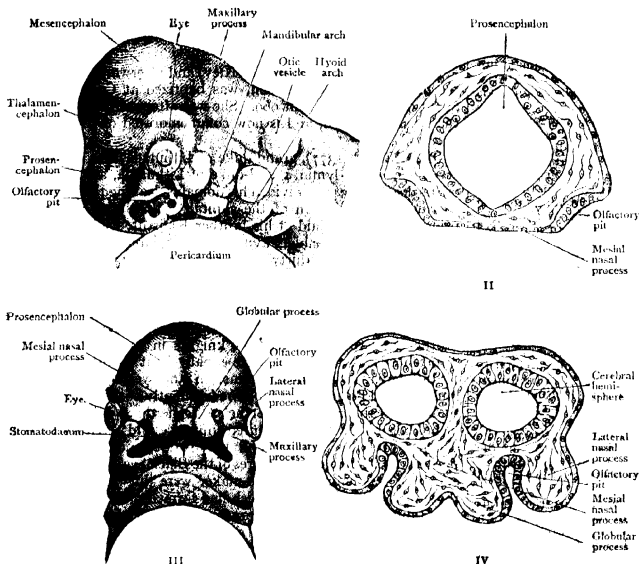 Maxillary
process
Mesencephalon
Eye
Mandibular arch
Otic
vesicle
Hyoid
arch
Thalamen-
cephalon
Prosen-
cephalon
Olfactory
pit
Pericardium
Prosencephalon
Olfactory
pit
Mesial
nasal
process
II
Prosencephalon
Globular process
Mesial nasal
process
Olfactory
pit
Lateral
nasal
process
Eye
Stomatodaeum
Maxillary
process
III
Cerebral
hemi-
sphere
Lateral
nasal
process
Olfactory
pit
Mesial
nasal
process
Globular
process
IV